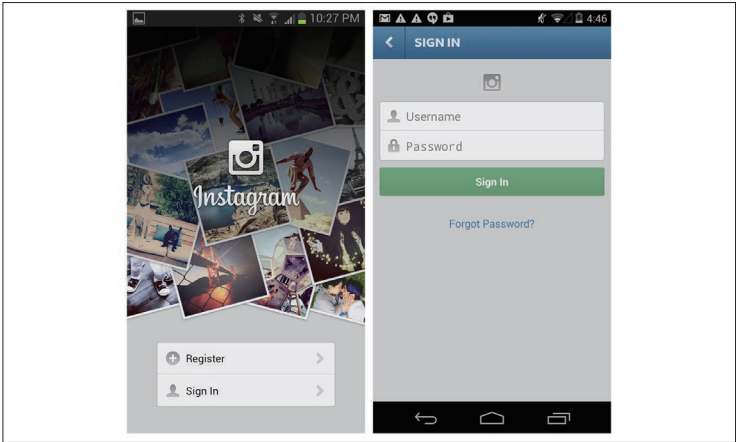 10:27 PM
Instagram
Register
Sign In
4:46
SIGN IN
Username
Password
Sign In
Forgot Password?